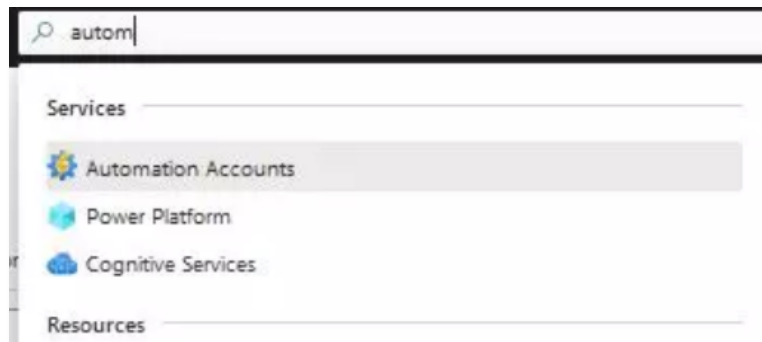 autom
Services
Automation Accounts
Power Platform
Cognitive Services
Resources